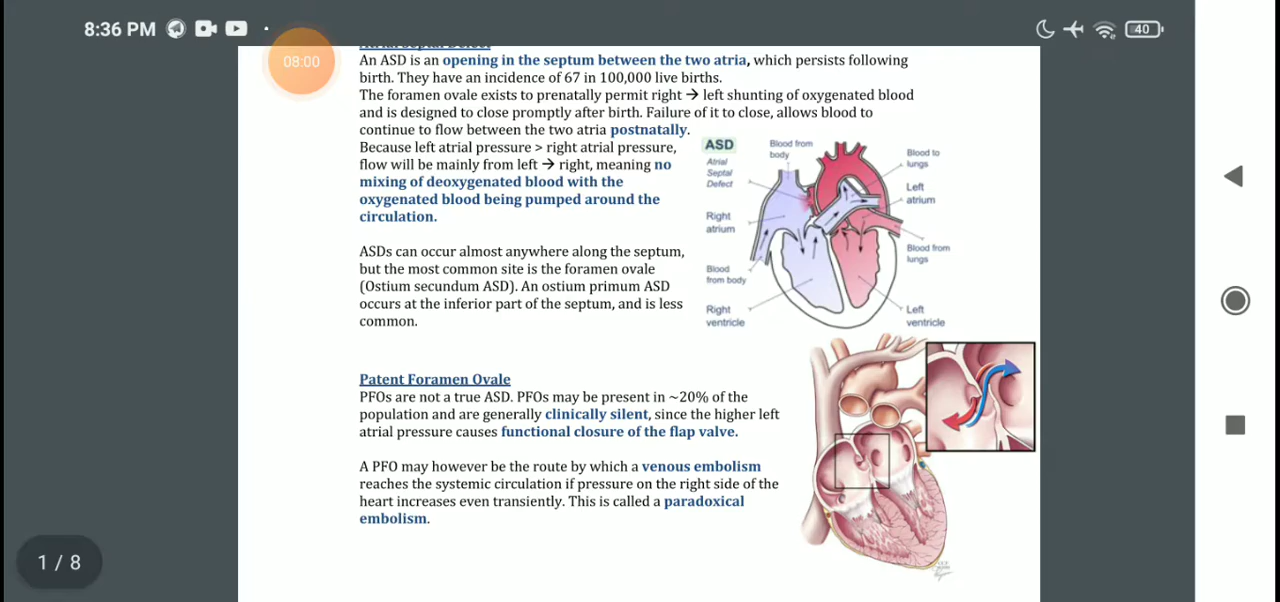 8:36 PM
40
08:00
Atrial Septal Defect
An ASD is an opening in the septum between the two atria, which persists following
birth. They have an incidence of 67 in 100,000 live births.
The foramen ovale exists to prenatally permit right → left shunting of oxygenated blood
and is designed to close promptly after birth. Failure of it to close, allows blood to
continue to flow between the two atria postnatally.
Because left atrial pressure > right atrial pressure,
flow will be mainly from left → right, meaning no
mixing of deoxygenated blood with the
oxygenated blood being pumped around the
circulation.
ASD
Atrial
Septal
Defect
Blood from
body
Blood to
lungs
Left
atrium
Right
atrium
Blood from
lungs
Blood
from body
Right
ventricle
Left
ventricle
ASDs can occur almost anywhere along the septum,
but the most common site is the foramen ovale
(Ostium secundum ASD). An ostium primum ASD
occurs at the inferior part of the septum, and is less
common.
Patent Foramen Ovale
PFOs are not a true ASD. PFOs may be present in ~20% of the
population and are generally clinically silent, since the higher left
atrial pressure causes functional closure of the flap valve.
A PFO may however be the route by which a venous embolism
reaches the systemic circulation if pressure on the right side of the
heart increases even transiently. This is called a paradoxical
embolism.
1 / 8